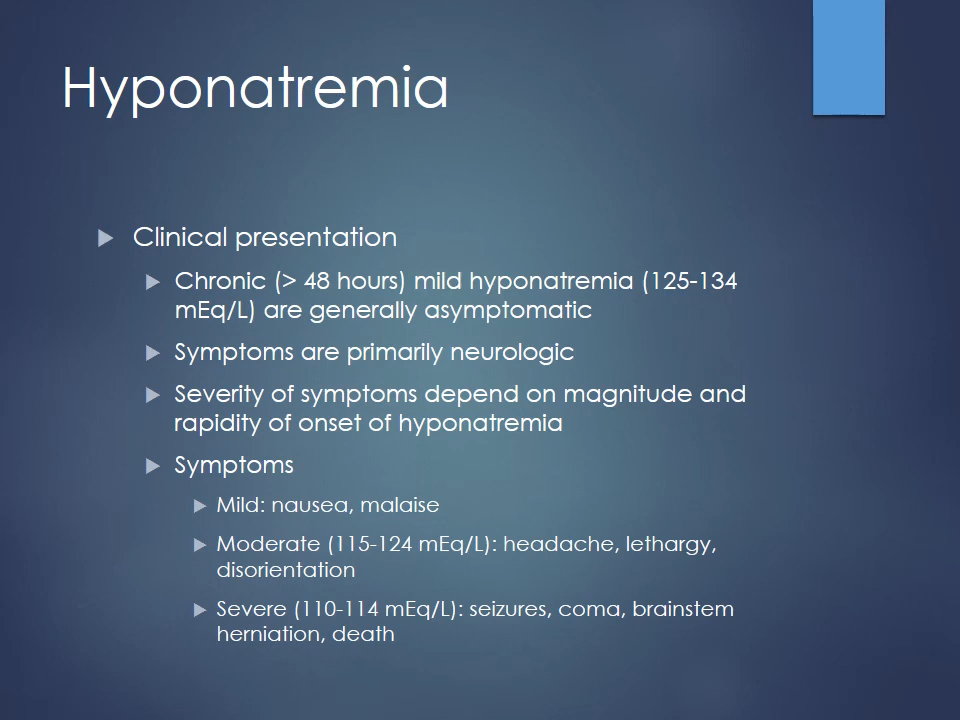 Hyponatremia
Clinical presentation
Chronic (> 48 hours) mild hyponatremia (125-134
mEq/L) are generally asymptomatic
Symptoms are primarily neurologic
Severity of symptoms depend on magnitude and
rapidity of onset of hyponatremia
Symptoms
Mild: nausea, malaise
Moderate (115-124 mEq/L): headache, lethargy,
disorientation
Severe (110-114 mEq/L): seizures, coma, brainstem
herniation, death